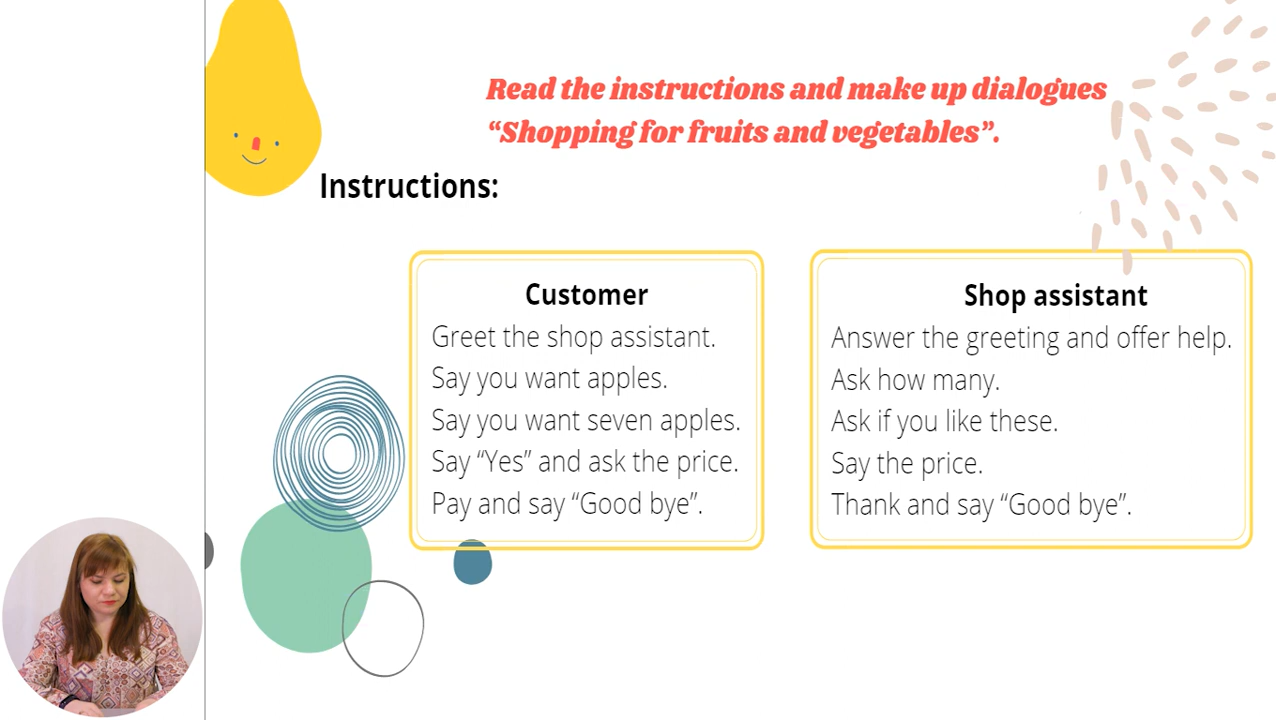 Read the instructions and make up dialogues
“Shopping for fruits and vegetables”.
Instructions:
Customer
Greet the shop assistant.
Say you want apples.
Say you want seven apples.
Say “Yes” and ask the price.
Pay and say “Good bye”.
Shop assistant
Answer the greeting and offer help.
Ask how many.
Ask if you like these.
Say the price.
Thank and say “Good bye”.